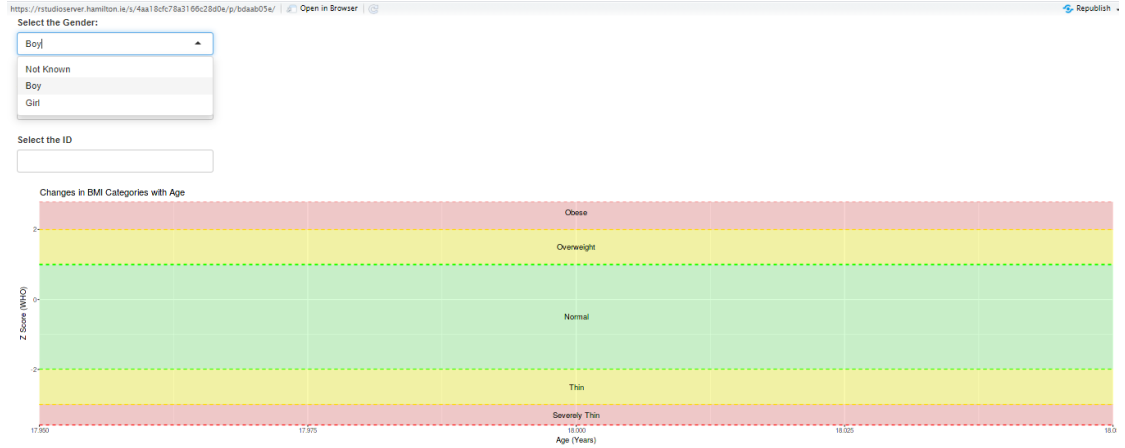 https://rstudioserver.hamilton.ie/s/4aa18cfc78a3166c28d0e/p/bdaab05e/ Open in Browser Republish
Select the Gender:
Boy
Not Known
Boy
Girl
Select the ID
Changes in BMI Categories with Age
Obese
2
Overweight
0
Normal
Z Score (WHO)
-2
Thin
Severely Thin
17.950 17.975 18.000 18.025 18.0
Age (Years)